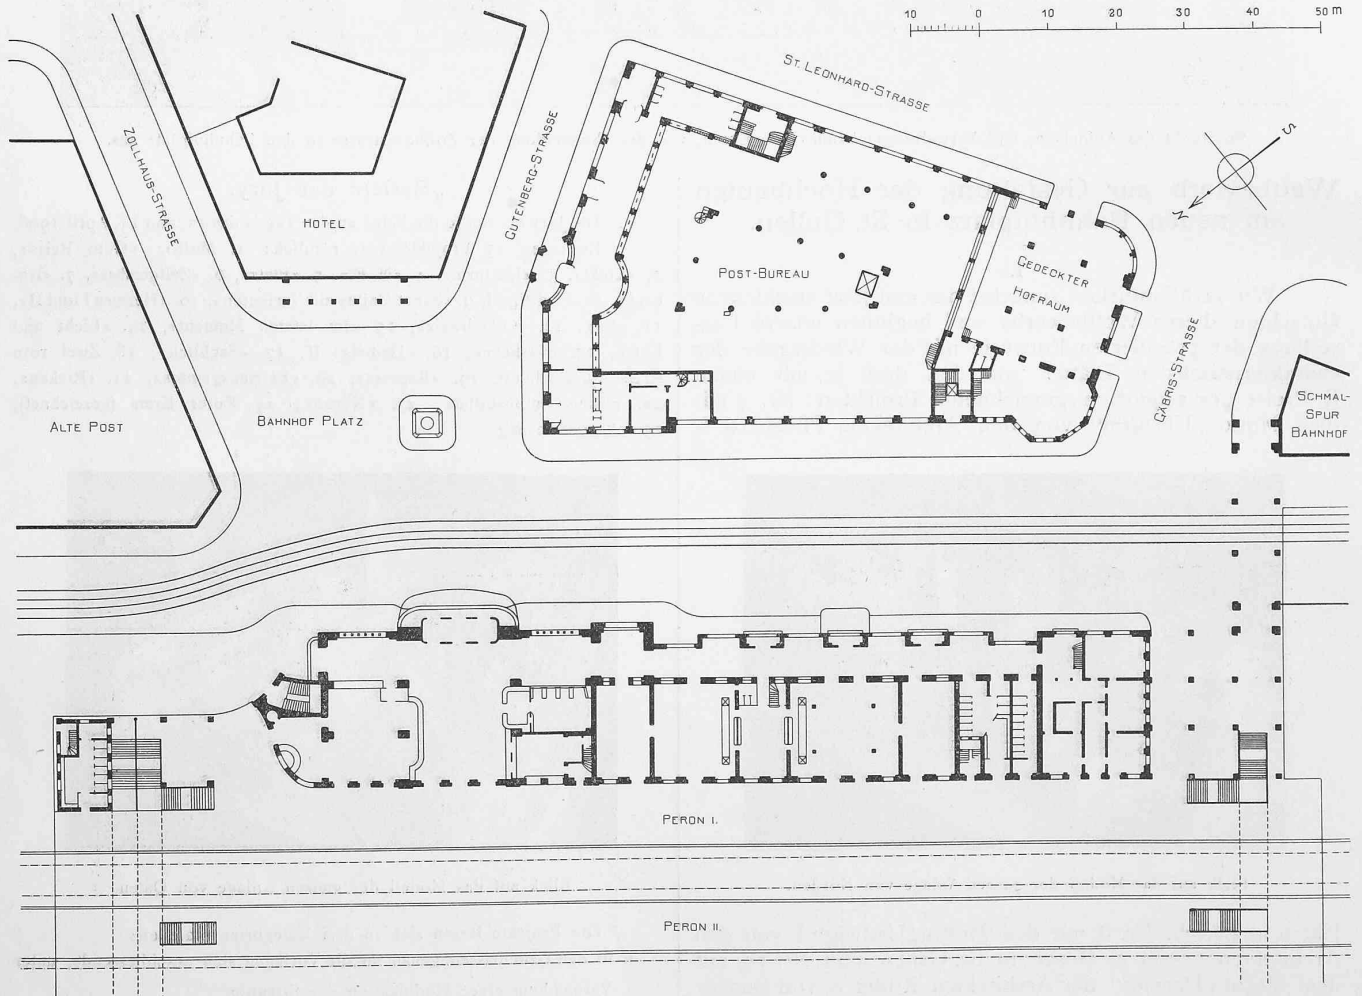 10 0 10 20 30 40 50 m
ST. LEONHARD-STRASSE
ZOLLHAUS-STRASSE
GUTENBERG-STRASSE
S
N
HOTEL
POST-BUREAU
GEDECKTER
HOFRAUM
GÄBRIS-STRASSE
ALTE POST
BAHNHOF PLATZ
SCHMAL-
SPUR
BAHNHOF
PERON I.
PERON II.